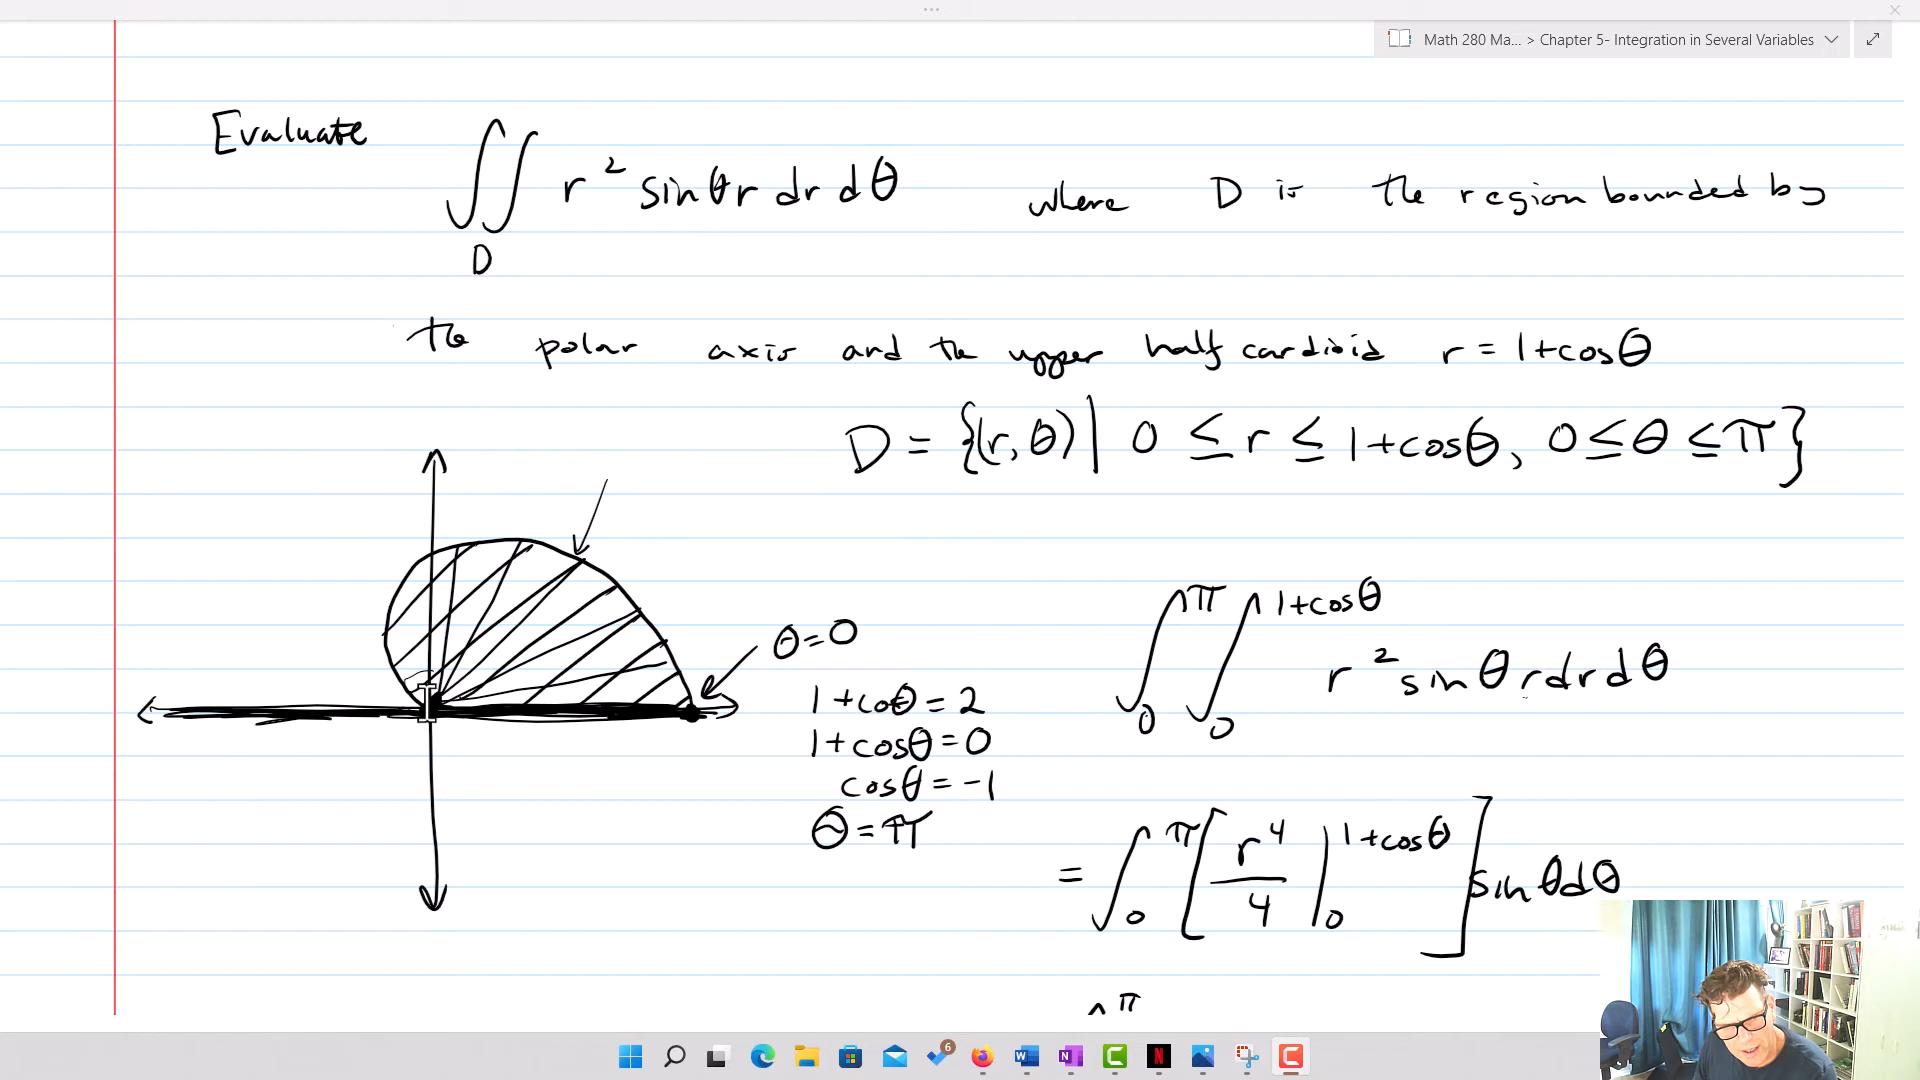 Math 280 Ma... > Chapter 5- Integration in Several Variables
Evaluate ∬_D r² sinθ r dr dθ where D is the region bounded by
the polar axis and the upper half cardioid r = 1+cosθ
D = {(r, θ) | 0 ≤ r ≤ 1+cosθ, 0 ≤ θ ≤ π}
θ = 0
1+cosθ = 2
1+cosθ = 0
cosθ = -1
θ = π
∫_0^π ∫_0^{1+cosθ} r² sinθ r dr dθ
= ∫_0^π [ r⁴/4 |_0^{1+cosθ} ] sinθ dθ
π
6